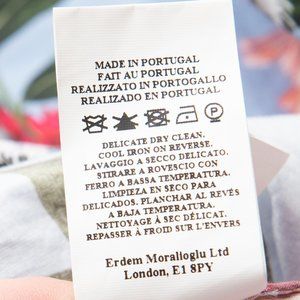 MADE IN PORTUGAL
FAIT AU PORTUGAL
REALIZZATO IN PORTOGALLO
REALIZADO EN PORTUGAL
DELICATE DRY CLEAN.
COOL IRON ON REVERSE.
LAVAGGIO A SECCO DELICATO.
STIRARE A ROVESCIO CON
FERRO A BASSA TEMPERATURA.
LIMPIEZA EN SECO PARA
DELICADOS. PLANCHAR AL REVÉS
A BAJA TEMPERATURA.
NETTOYAGE À SEC DÉLICAT.
REPASSER À FROID SUR L'ENVERS
Erdem Moralioglu Ltd
London, E1 8PY